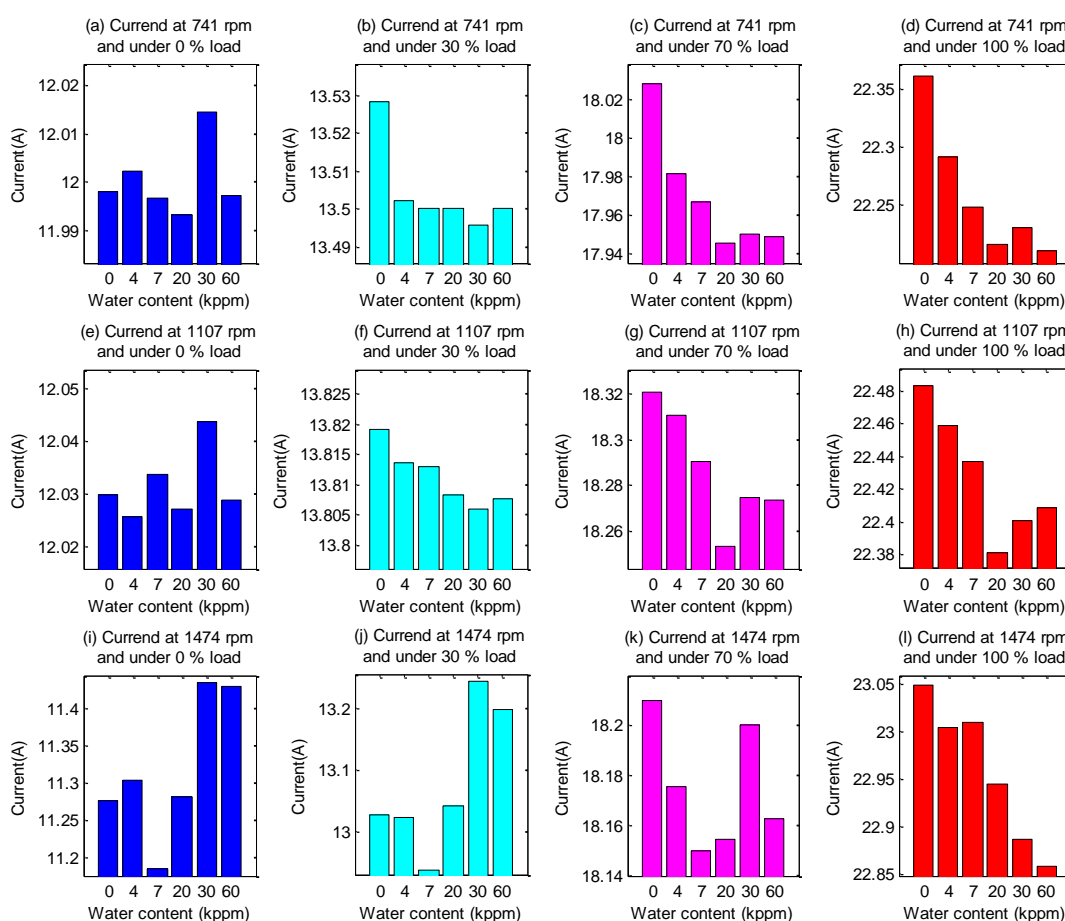 (a) Currend at 741 rpm
and under 0 % load
12.02
12.01
12
11.99
Current(A)
0 4 7 20 30 60
Water content (kppm)
(b) Currend at 741 rpm
and under 30 % load
13.53
13.52
13.51
13.5
13.49
Current(A)
0 4 7 20 30 60
Water content (kppm)
(c) Currend at 741 rpm
and under 70 % load
18.02
18
17.98
17.96
17.94
Current(A)
0 4 7 20 30 60
Water content (kppm)
(d) Currend at 741 rpm
and under 100 % load
22.35
22.3
22.25
Current(A)
0 4 7 20 30 60
Water content (kppm)
(e) Currend at 1107 rpm
and under 0 % load
12.05
12.04
12.03
12.02
Current(A)
0 4 7 20 30 60
Water content (kppm)
(f) Currend at 1107 rpm
and under 30 % load
13.825
13.82
13.815
13.81
13.805
13.8
Current(A)
0 4 7 20 30 60
Water content (kppm)
(g) Currend at 1107 rpm
and under 70 % load
18.32
18.3
18.28
18.26
Current(A)
0 4 7 20 30 60
Water content (kppm)
(h) Currend at 1107 rpm
and under 100 % load
22.48
22.46
22.44
22.42
22.4
22.38
Current(A)
0 4 7 20 30 60
Water content (kppm)
(i) Currend at 1474 rpm
and under 0 % load
11.4
11.35
11.3
11.25
11.2
Current(A)
0 4 7 20 30 60
Water content (kppm)
(j) Currend at 1474 rpm
and under 30 % load
13.2
13.1
13
Current(A)
0 4 7 20 30 60
Water content (kppm)
(k) Currend at 1474 rpm
and under 70 % load
18.2
18.18
18.16
18.14
Current(A)
0 4 7 20 30 60
Water content (kppm)
(l) Currend at 1474 rpm
and under 100 % load
23.05
23
22.95
22.9
22.85
Current(A)
0 4 7 20 30 60
Water content (kppm)